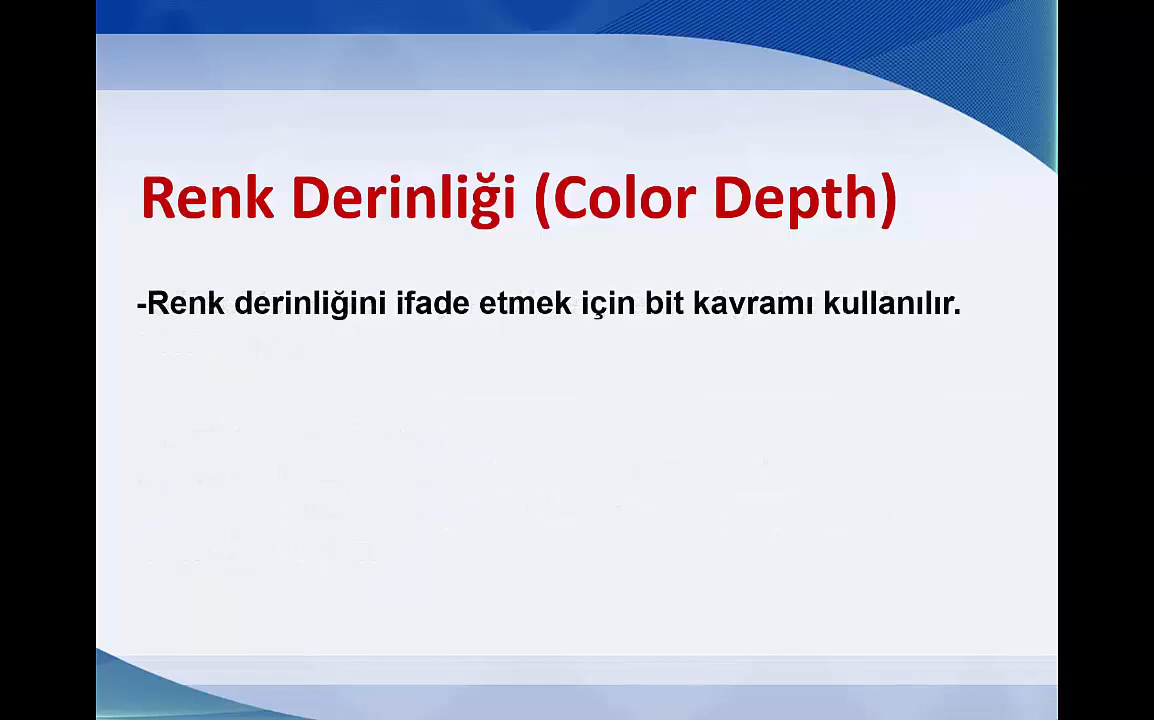 Renk Derinliği (Color Depth)
-Renk derinliğini ifade etmek için bit kavramı kullanılır.